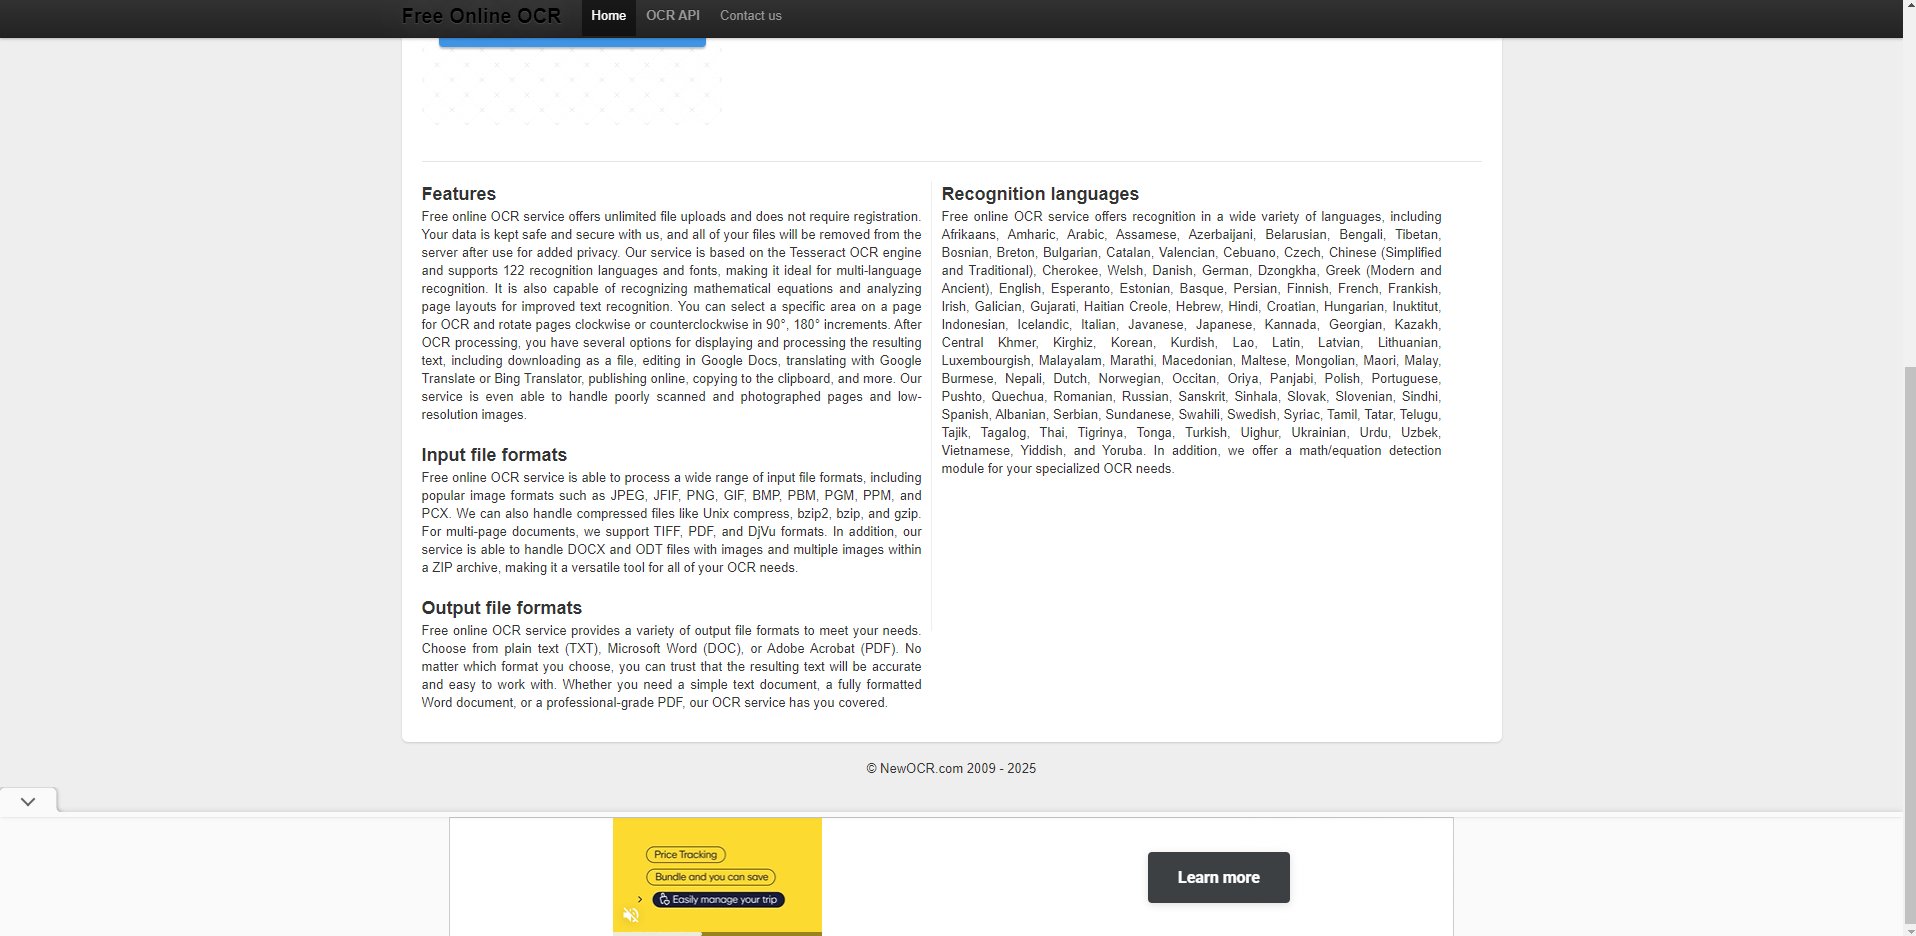 Free Online OCR
Home
OCR API
Contact us
Features
Free online OCR service offers unlimited file uploads and does not require registration.
Your data is kept safe and secure with us, and all of your files will be removed from the
server after use for added privacy. Our service is based on the Tesseract OCR engine
and supports 122 recognition languages and fonts, making it ideal for multi-language
recognition. It is also capable of recognizing mathematical equations and analyzing
page layouts for improved text recognition. You can select a specific area on a page
for OCR and rotate pages clockwise or counterclockwise in 90°, 180° increments. After
OCR processing, you have several options for displaying and processing the resulting
text, including downloading as a file, editing in Google Docs, translating with Google
Translate or Bing Translator, publishing online, copying to the clipboard, and more. Our
service is even able to handle poorly scanned and photographed pages and low-
resolution images.
Input file formats
Free online OCR service is able to process a wide range of input file formats, including
popular image formats such as JPEG, JFIF, PNG, GIF, BMP, PBM, PGM, PPM, and
PCX. We can also handle compressed files like Unix compress, bzip2, bzip, and gzip.
For multi-page documents, we support TIFF, PDF, and DjVu formats. In addition, our
service is able to handle DOCX and ODT files with images and multiple images within
a ZIP archive, making it a versatile tool for all of your OCR needs.
Output file formats
Free online OCR service provides a variety of output file formats to meet your needs.
Choose from plain text (TXT), Microsoft Word (DOC), or Adobe Acrobat (PDF). No
matter which format you choose, you can trust that the resulting text will be accurate
and easy to work with. Whether you need a simple text document, a fully formatted
Word document, or a professional-grade PDF, our OCR service has you covered.
Recognition languages
Free online OCR service offers recognition in a wide variety of languages, including
Afrikaans, Amharic, Arabic, Assamese, Azerbaijani, Belarusian, Bengali, Tibetan,
Bosnian, Breton, Bulgarian, Catalan, Valencian, Cebuano, Czech, Chinese (Simplified
and Traditional), Cherokee, Welsh, Danish, German, Dzongkha, Greek (Modern and
Ancient), English, Esperanto, Estonian, Basque, Persian, Finnish, French, Frankish,
Irish, Galician, Gujarati, Haitian Creole, Hebrew, Hindi, Croatian, Hungarian, Inuktitut,
Indonesian, Icelandic, Italian, Javanese, Japanese, Kannada, Georgian, Kazakh,
Central Khmer, Kirghiz, Korean, Kurdish, Lao, Latin, Latvian, Lithuanian,
Luxembourgish, Malayalam, Marathi, Macedonian, Maltese, Mongolian, Maori, Malay,
Burmese, Nepali, Dutch, Norwegian, Occitan, Oriya, Panjabi, Polish, Portuguese,
Pushto, Quechua, Romanian, Russian, Sanskrit, Sinhala, Slovak, Slovenian, Sindhi,
Spanish, Albanian, Serbian, Sundanese, Swahili, Swedish, Syriac, Tamil, Tatar, Telugu,
Tajik, Tagalog, Thai, Tigrinya, Tonga, Turkish, Uighur, Ukrainian, Urdu, Uzbek,
Vietnamese, Yiddish, and Yoruba. In addition, we offer a math/equation detection
module for your specialized OCR needs.
© NewOCR.com 2009 - 2025
Price Tracking
Bundle and you can save
Easily manage your trip
Learn more